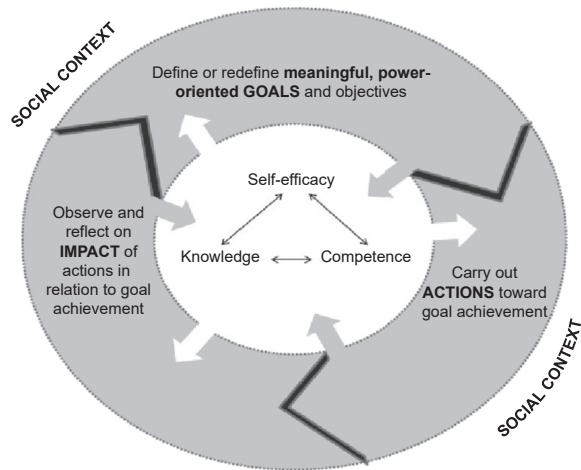 SOCIAL CONTEXT
Define or redefine meaningful, power-
oriented GOALS and objectives
Self-efficacy
Knowledge
Competence
Observe and
reflect on
IMPACT of
actions in
relation to goal
achievement
Carry out
ACTIONS toward
goal achievement
SOCIAL CONTEXT